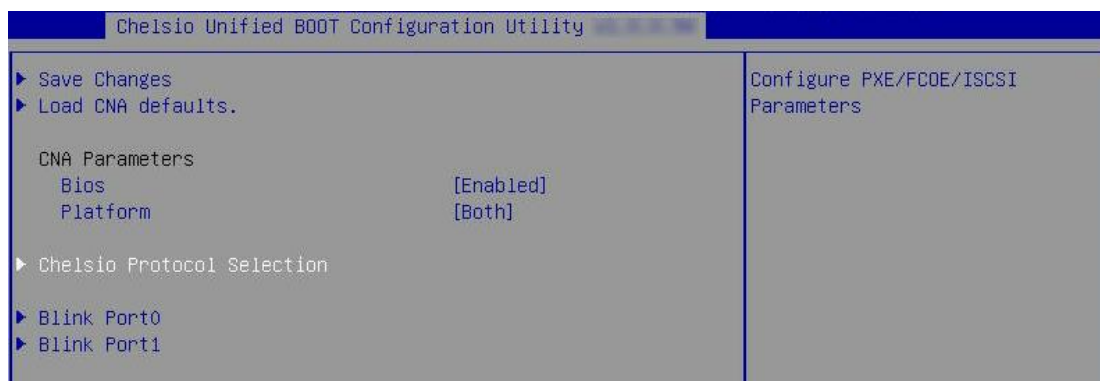 Chelsio Unified BOOT Configuration Utility
Save Changes
Load CNA defaults.
CNA Parameters
Bios [Enabled]
Platform [Both]
Chelsio Protocol Selection
Blink Port0
Blink Port1
Configure PXE/FCOE/ISCSI
Parameters